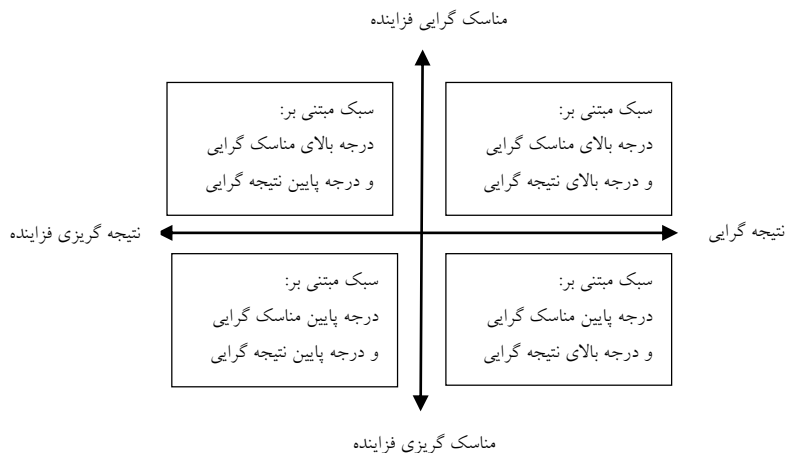 مناسک گرایی فزاینده
سبک مبتنی بر:
درجه بالای مناسک گرایی
و درجه بالای نتیجه گرایی
سبک مبتنی بر:
درجه بالای مناسک گرایی
و درجه پایین نتیجه گرایی
نتیجه گرایی
نتیجه گریزی فزاینده
سبک مبتنی بر:
درجه پایین مناسک گرایی
و درجه بالای نتیجه گرایی
سبک مبتنی بر:
درجه پایین مناسک گرایی
و درجه پایین نتیجه گرایی
مناسک گریزی فزاینده